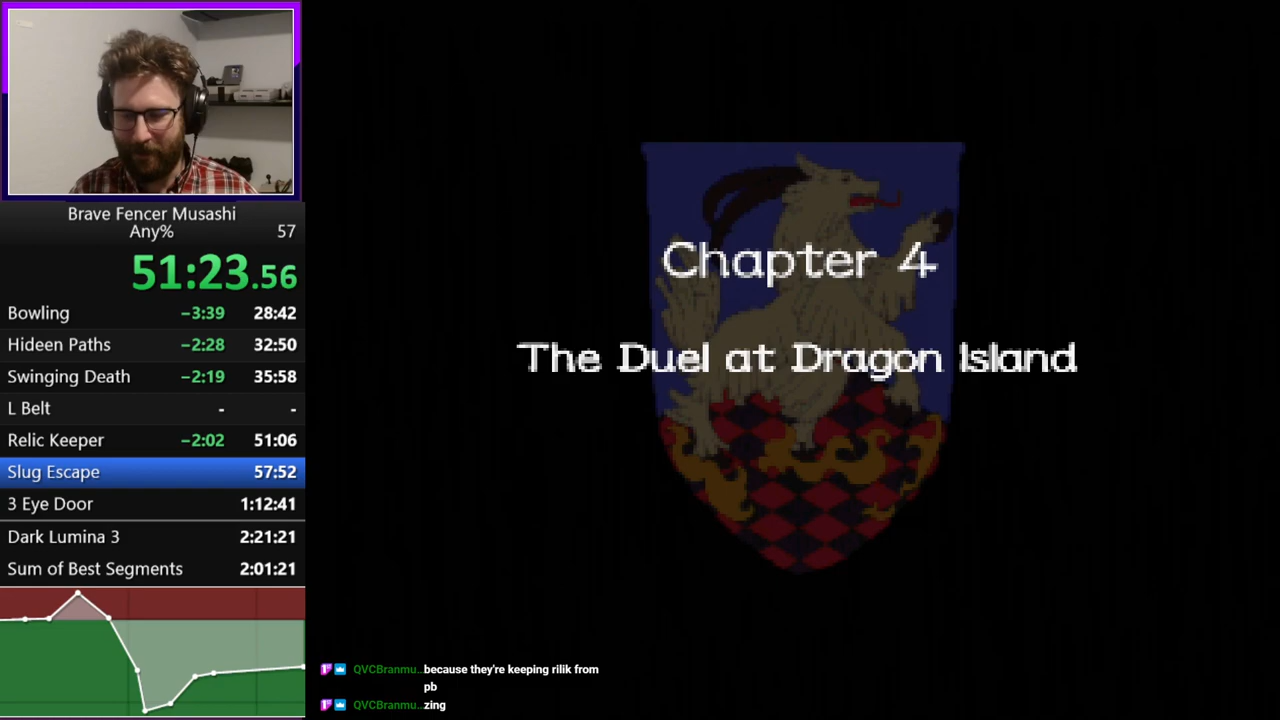 Brave Fencer Musashi
Any% 57
51:23.56
Bowling -3:39 28:42
Hideen Paths -2:28 32:50
Swinging Death -2:19 35:58
L Belt - -
Relic Keeper -2:02 51:06
Slug Escape 57:52
3 Eye Door 1:12:41
Dark Lumina 3 2:21:21
Sum of Best Segments 2:01:21
Chapter 4
The Duel at Dragon Island
QVCBranmu.. because they're keeping rilik from
pb
QVCBranmu.. zing